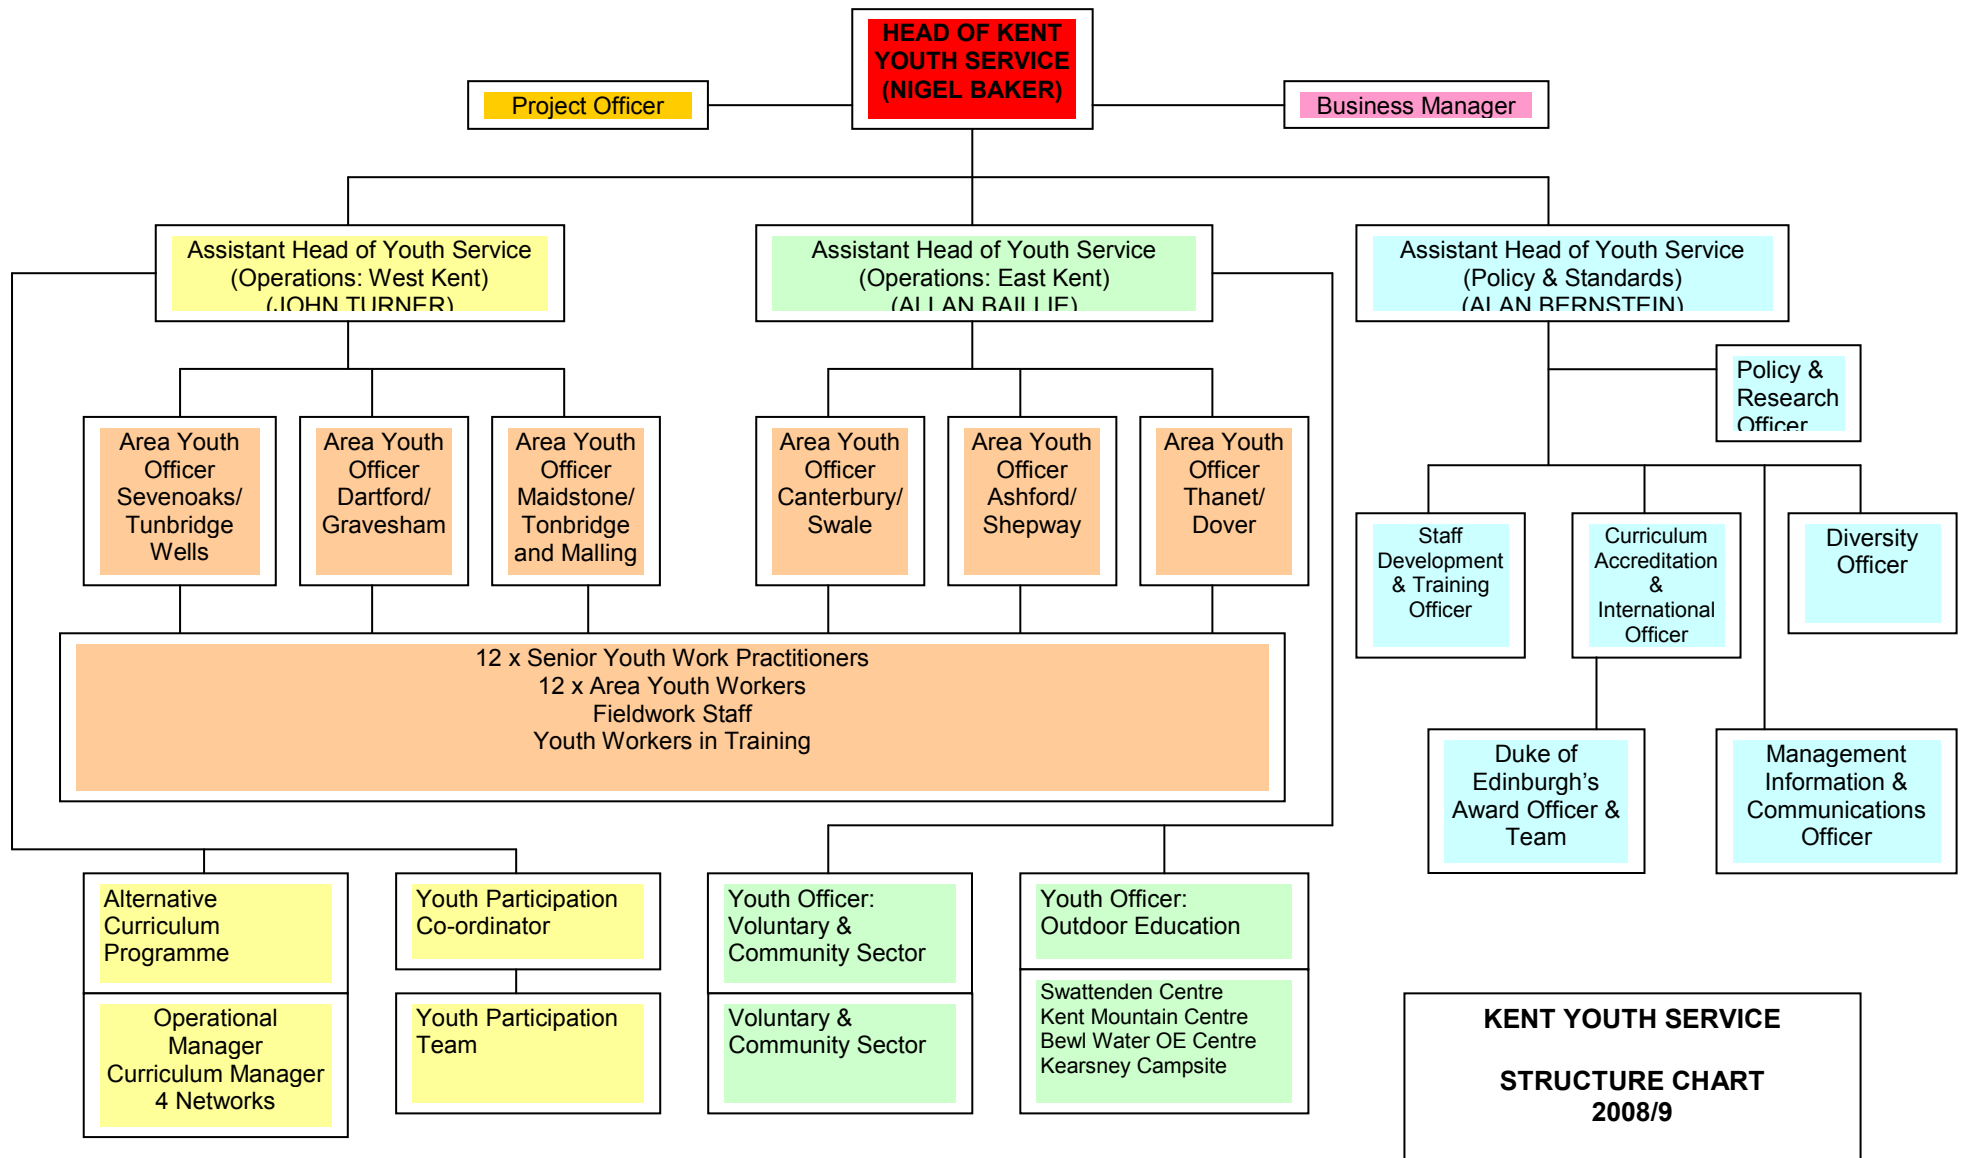 HEAD OF KENT
YOUTH SERVICE
(NIGEL BAKER)
Project Officer
Business Manager
Assistant Head of Youth Service
(Operations: West Kent)
(JOHN TURNER)
Assistant Head of Youth Service
(Operations: East Kent)
(ALLAN BAILLIE)
Assistant Head of Youth Service
(Policy & Standards)
(ALAN BERNSTEIN)
Policy &
Research
Officer
Area Youth
Officer
Sevenoaks/
Tunbridge
Wells
Area Youth
Officer
Dartford/
Gravesham
Area Youth
Officer
Maidstone/
Tonbridge
and Malling
Area Youth
Officer
Canterbury/
Swale
Area Youth
Officer
Ashford/
Shepway
Area Youth
Officer
Thanet/
Dover
Staff
Development
& Training
Officer
Curriculum
Accreditation
&
International
Officer
Diversity
Officer
12 x Senior Youth Work Practitioners
12 x Area Youth Workers
Fieldwork Staff
Youth Workers in Training
Duke of
Edinburgh’s
Award Officer &
Team
Management
Information &
Communications
Officer
Alternative
Curriculum
Programme
Operational
Manager
Curriculum Manager
4 Networks
Youth Participation
Co-ordinator
Youth Participation
Team
Youth Officer:
Voluntary &
Community Sector
Voluntary &
Community Sector
Youth Officer:
Outdoor Education
Swattenden Centre
Kent Mountain Centre
Bewl Water OE Centre
Kearsney Campsite
KENT YOUTH SERVICE
STRUCTURE CHART
2008/9